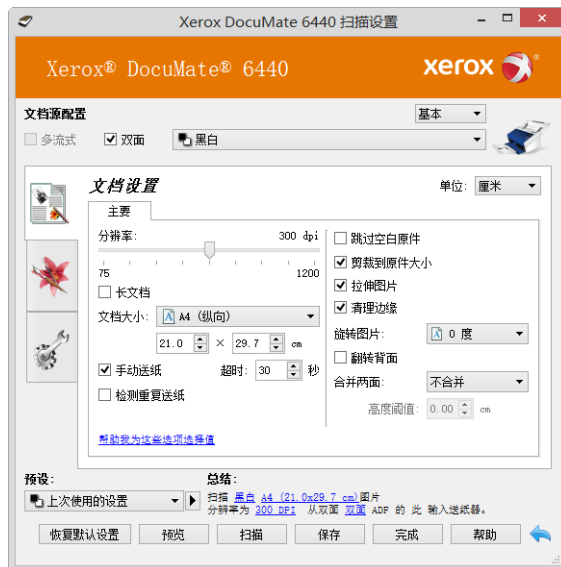 Xerox DocuMate 6440 扫描设置
Xerox® DocuMate® 6440
xerox
文档源配置
基本
多流式
双面
黑白
文档设置
单位:
厘米
主要
分辨率:
300 dpi
75
1200
长文档
文档大小:
A4 (纵向)
21.0 × 29.7 cm
手动送纸
超时: 30 秒
检测重复送纸
帮助我为这些选项选择值
跳过空白原件
剪裁到原件大小
拉伸图片
清理边缘
旋转图片:
0 度
翻转背面
合并两面:
不合并
高度阈值: 0.00 cm
预设:
上次使用的设置
总结:
扫描 黑白 A4 (21.0x29.7 cm)图片
分辨率为 300 DPI 从双面 双面 ADF 的 此 输入送纸器。
恢复默认设置
预览
扫描
保存
完成
帮助